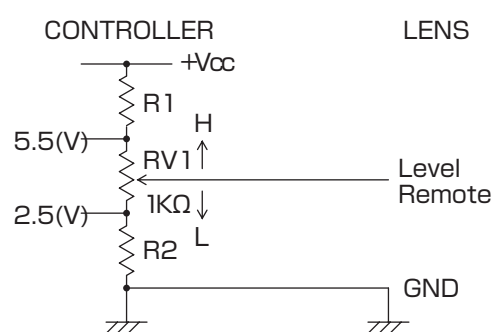 CONTROLLER LENS
+Vcc
R1
H
5.5(V)
RV1
Level
Remote
1KΩ
2.5(V)
L
R2
GND